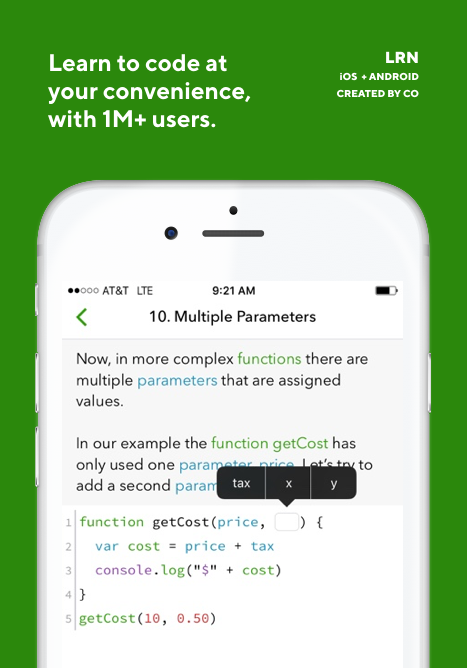 Learn to code at
your convenience,
with 1M+ users.
LRN
iOS + ANDROID
CREATED BY CO
AT&T LTE 9:21 AM
10. Multiple Parameters
Now, in more complex functions there are
multiple parameters that are assigned
values.
In our example the function getCost has
only used one parameter, price. Let's try to
add a second param
tax x y
1 function getCost(price, ) {
2 var cost = price + tax
3 console.log("$" + cost)
4 }
5 getCost(10, 0.50)